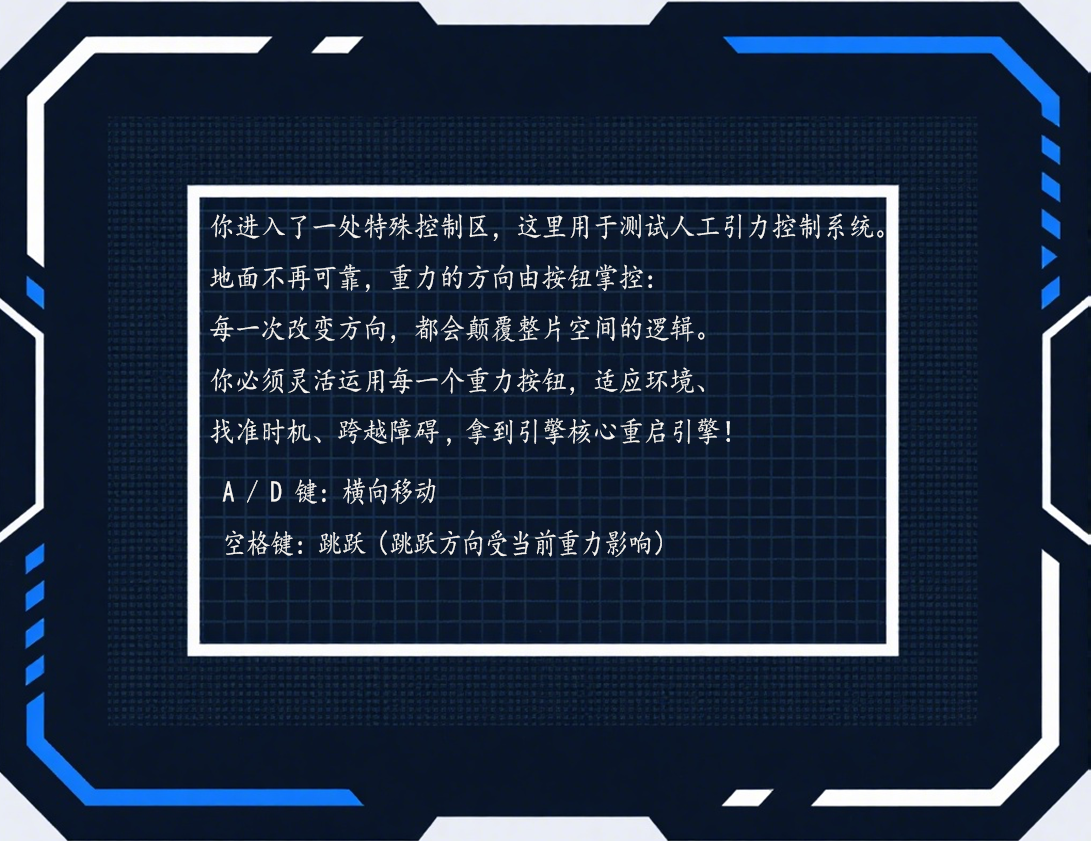 你进入了一处特殊控制区，这里用于测试人工引力控制系统。
地面不再可靠，重力的方向由按钮掌控：
每一次改变方向，都会颠覆整片空间的逻辑。
你必须灵活运用每一个重力按钮，适应环境、
找准时机、跨越障碍，拿到引擎核心重启引擎！
A / D 键：横向移动
空格键：跳跃（跳跃方向受当前重力影响）